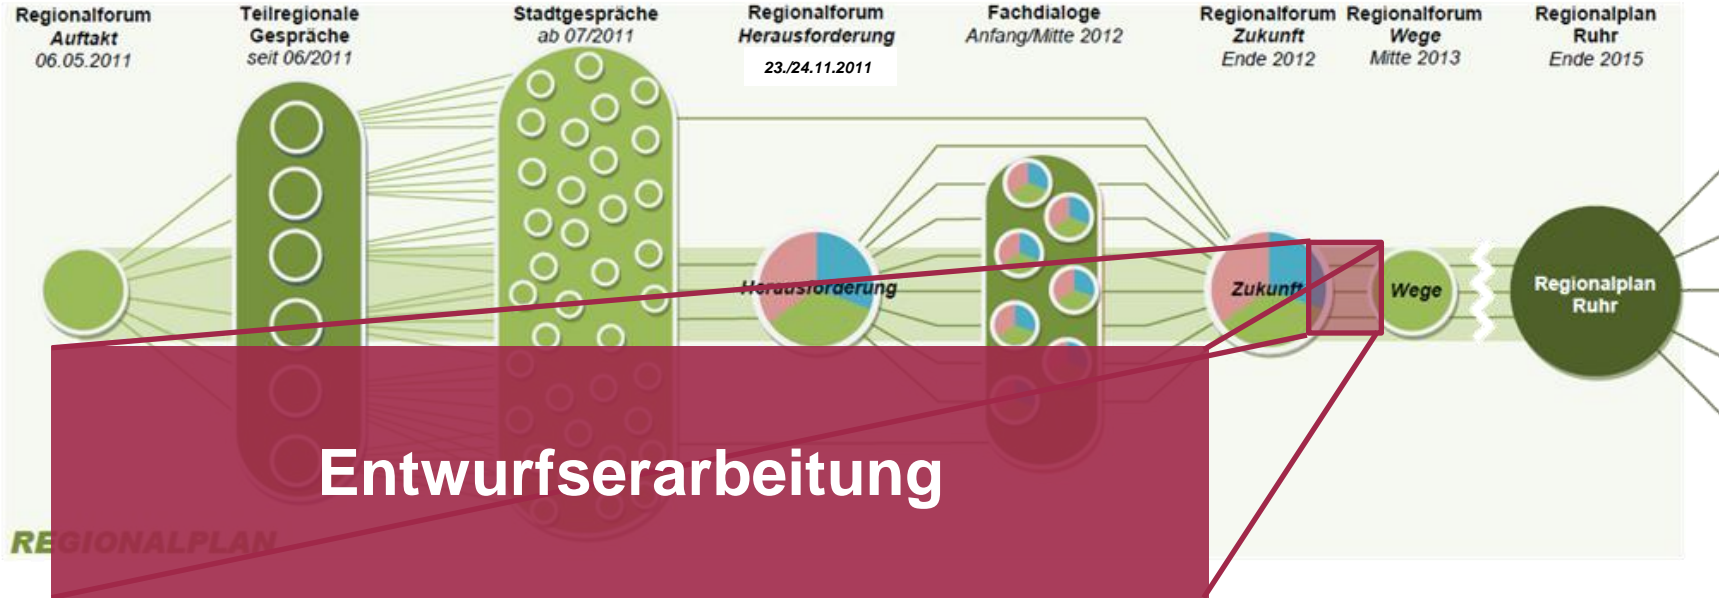 Regionalforum
Auftakt
06.05.2011
Teilregionale
Gespräche
seit 06/2011
Stadtgespräche
ab 07/2011
Regionalforum
Herausforderung
23./24.11.2011
Fachdialoge
Anfang/Mitte 2012
Regionalforum
Zukunft
Ende 2012
Regionalforum
Wege
Mitte 2013
Regionalplan
Ruhr
Ende 2015
Herausforderung
Zukunft
Wege
Regionalplan
Ruhr
Entwurfserarbeitung
REGIONALPLAN